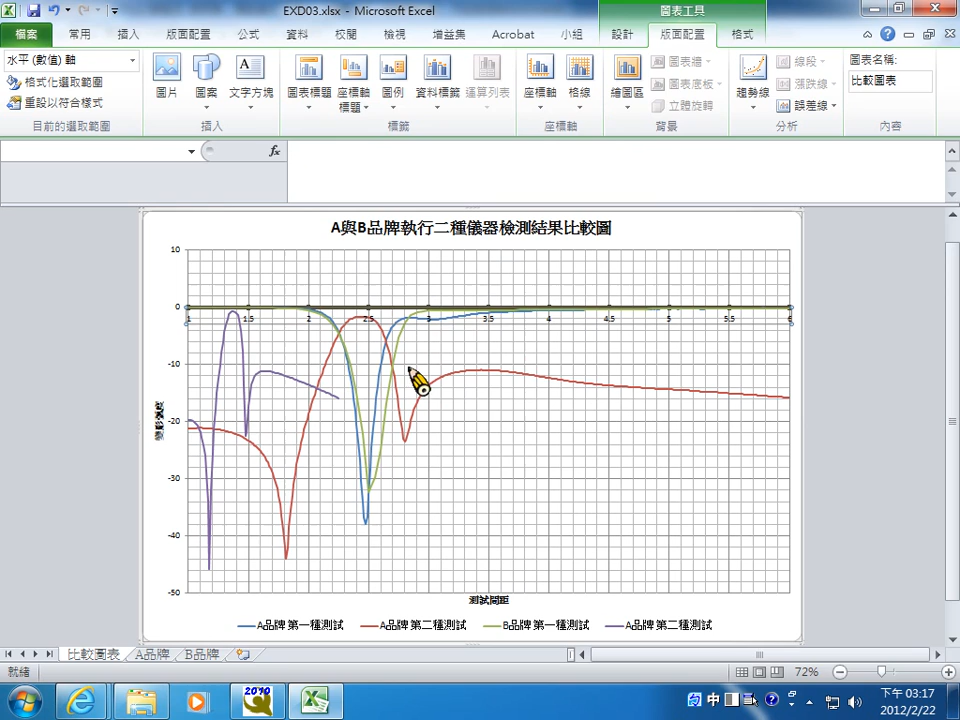 EXD03.xlsx - Microsoft Excel
圖表工具
檔案 常用 插入 版面配置 公式 資料 校閱 檢視 增益集 Acrobat 小組 設計 版面配置 格式
水平 (數值) 軸
格式化選取範圍
重設以符合樣式
目前的選取範圍
圖片 圖案 文字方塊
插入
圖表標題 座標軸標題 圖例 資料標籤 運算列表
標籤
座標軸 格線
座標軸
繪圖區 圖表牆 圖表底板 立體旋轉
背景
趨勢線 線段 漲跌線 誤差線
分析
圖表名稱:
比較圖表
內容
fx
A與B品牌執行二種儀器檢測結果比較圖
10
0
1 1.5 2 2.5 3 3.5 4 4.5 5 5.5 6
-10
-20
-30
-40
-50
變形強度
測試間距
A品牌 第一種測試 A品牌 第二種測試 B品牌 第一種測試 A品牌 第二種測試
比較圖表 A品牌 B品牌
就緒
72%
2010
中
下午 03:17
2012/2/22